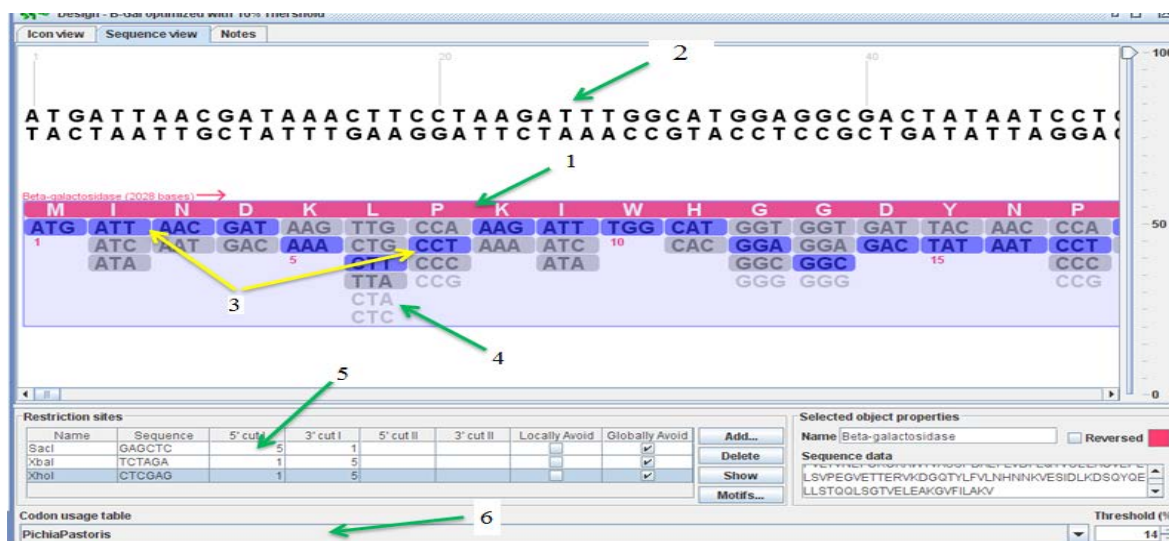 Design - B-Gal optimized with 10% Thershold
Icon view Sequence view Notes
1 20 40 100
2
ATGATTAACGATAAACTTCCTAAGATTTGGCATGGAGGCGACTATAATCCT
TACTAATTGCTATTTGAAGGATTCTAAACCGTACCTCCGCTGATATTAGGA
1
Beta-galactosidase (2028 bases)
M I N D K L P K I W H G G D Y N P
ATG ATT AAC GAT AAG TTG CCA AAG ATT TGG CAT GGT GGT GAT TAC AAC CCA 50
1 ATC AAT GAC AAA CTG CCT AAA ATC 10 CAC GGA GGA GAC TAT AAT CCT
ATA 5 CTT CCC ATA GGC GGC 15 CCC
TTA CCG GGG GGG CCG
3 CTA
CTC
4
5
0
Restriction sites Selected object properties
Name Sequence 5' cut I 3' cut I 5' cut II 3' cut II Locally Avoid Globally Avoid Add... Name Beta-galactosidase Reversed
SacI GAGCTC 5 1 Delete Sequence data
XbaI TCTAGA 1 5 Show LSVPEGVETTERVKDGQTYLFVLNHNNKVESIDLKDSQYQE
XhoI CTCGAG 1 5 Motifs... LLSTQQLSGTVELEAKGVFILAKV
Codon usage table 6 Threshold (%
PichiaPastoris 14